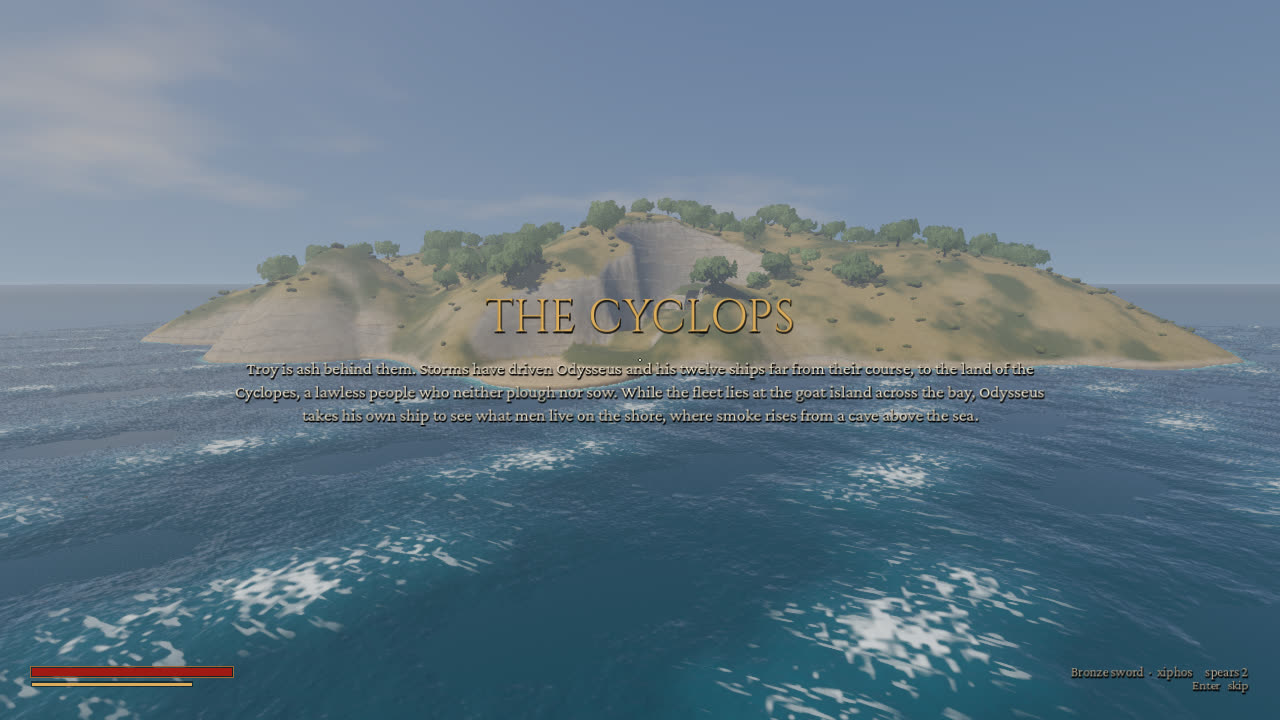 THE CYCLOPS
Troy is ash behind them. Storms have driven Odysseus and his twelve ships far from their course, to the land of the
Cyclopes, a lawless people who neither plough nor sow. While the fleet lies at the goat island across the bay, Odysseus
takes his own ship to see what men live on the shore, where smoke rises from a cave above the sea.
Bronze sword · xiphos spears 2
Enter skip